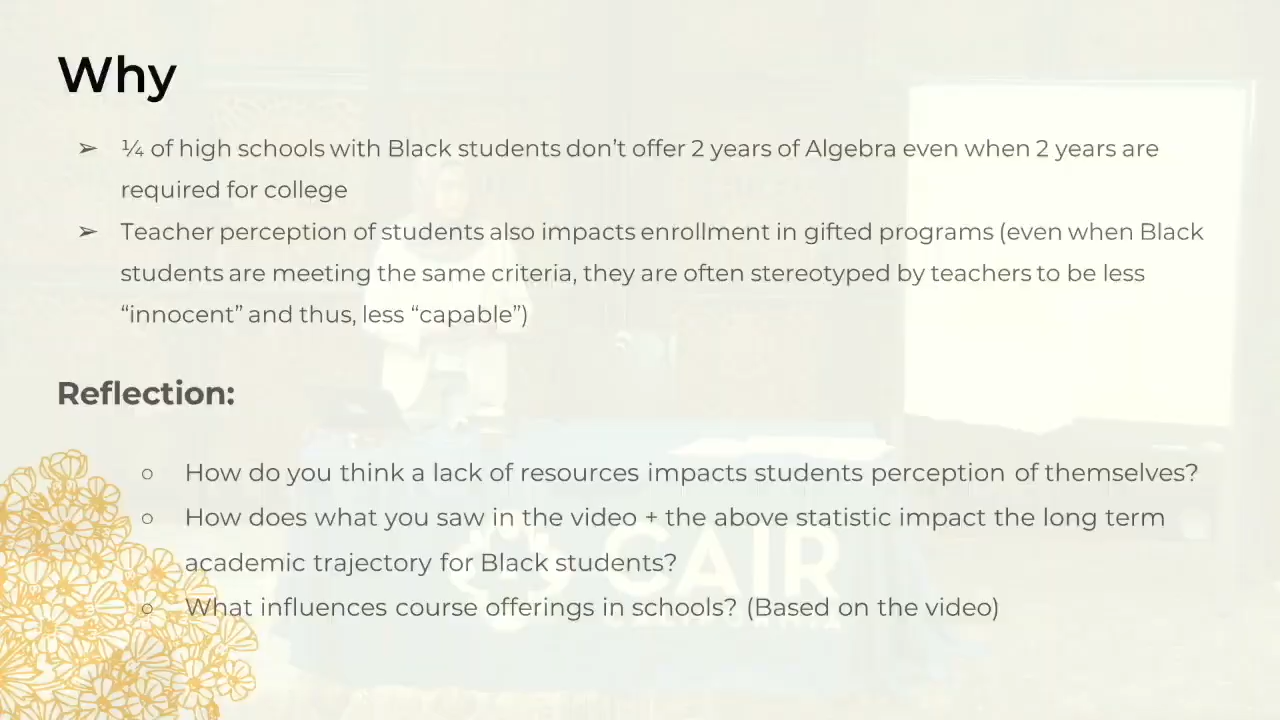 Why
➢ ¼ of high schools with Black students don’t offer 2 years of Algebra even when 2 years are
required for college
➢ Teacher perception of students also impacts enrollment in gifted programs (even when Black
students are meeting the same criteria, they are often stereotyped by teachers to be less
“innocent” and thus, less “capable”)
Reflection:
○ How do you think a lack of resources impacts students perception of themselves?
○ How does what you saw in the video + the above statistic impact the long term
academic trajectory for Black students?
○ What influences course offerings in schools? (Based on the video)
CAIR
CALIFORNIA